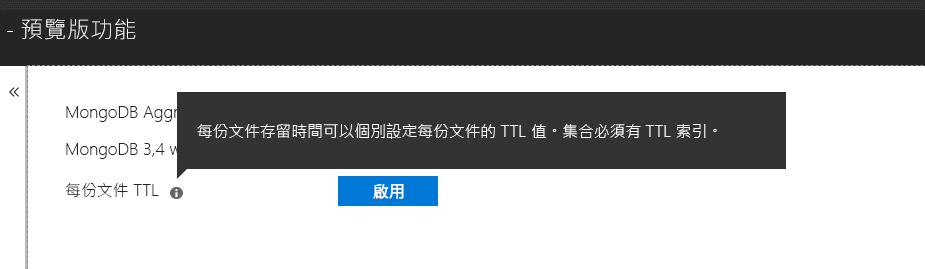 - 預覽版功能
«
MongoDB Aggr
每份文件存留時間可以個別設定每份文件的 TTL 值。集合必須有 TTL 索引。
MongoDB 3,4 w
每份文件 TTL
啟用